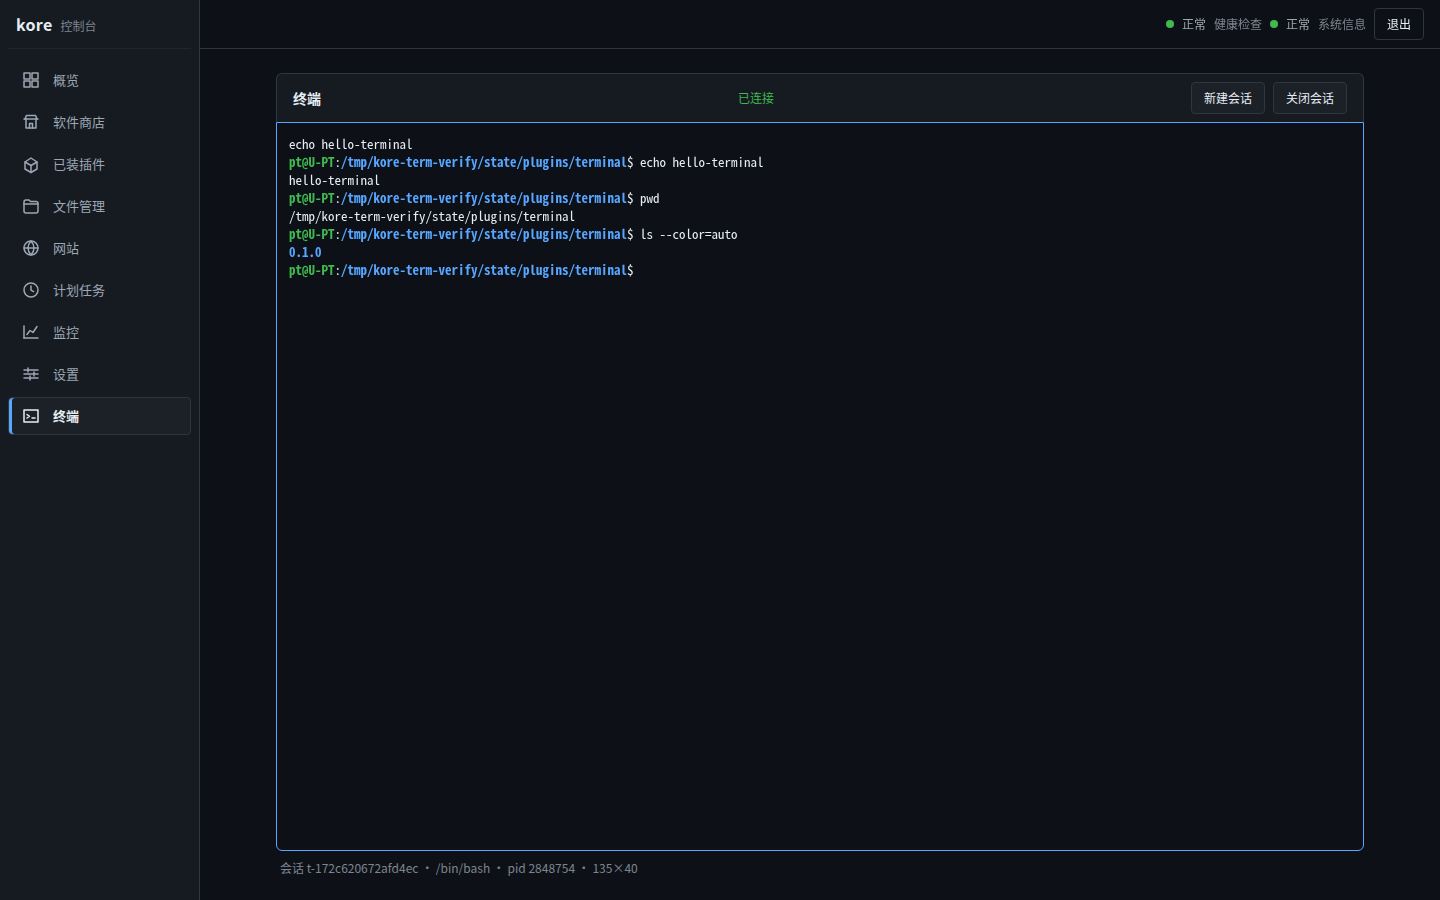 kore 控制台
正常 健康检查 正常 系统信息 退出
概览
软件商店
已装插件
文件管理
网站
计划任务
监控
设置
终端
终端 已连接 新建会话 关闭会话
echo hello-terminal
pt@U-PT:/tmp/kore-term-verify/state/plugins/terminal$ echo hello-terminal
hello-terminal
pt@U-PT:/tmp/kore-term-verify/state/plugins/terminal$ pwd
/tmp/kore-term-verify/state/plugins/terminal
pt@U-PT:/tmp/kore-term-verify/state/plugins/terminal$ ls --color=auto
0.1.0
pt@U-PT:/tmp/kore-term-verify/state/plugins/terminal$
会话 t-172c620672afd4ec · /bin/bash · pid 2848754 · 135×40